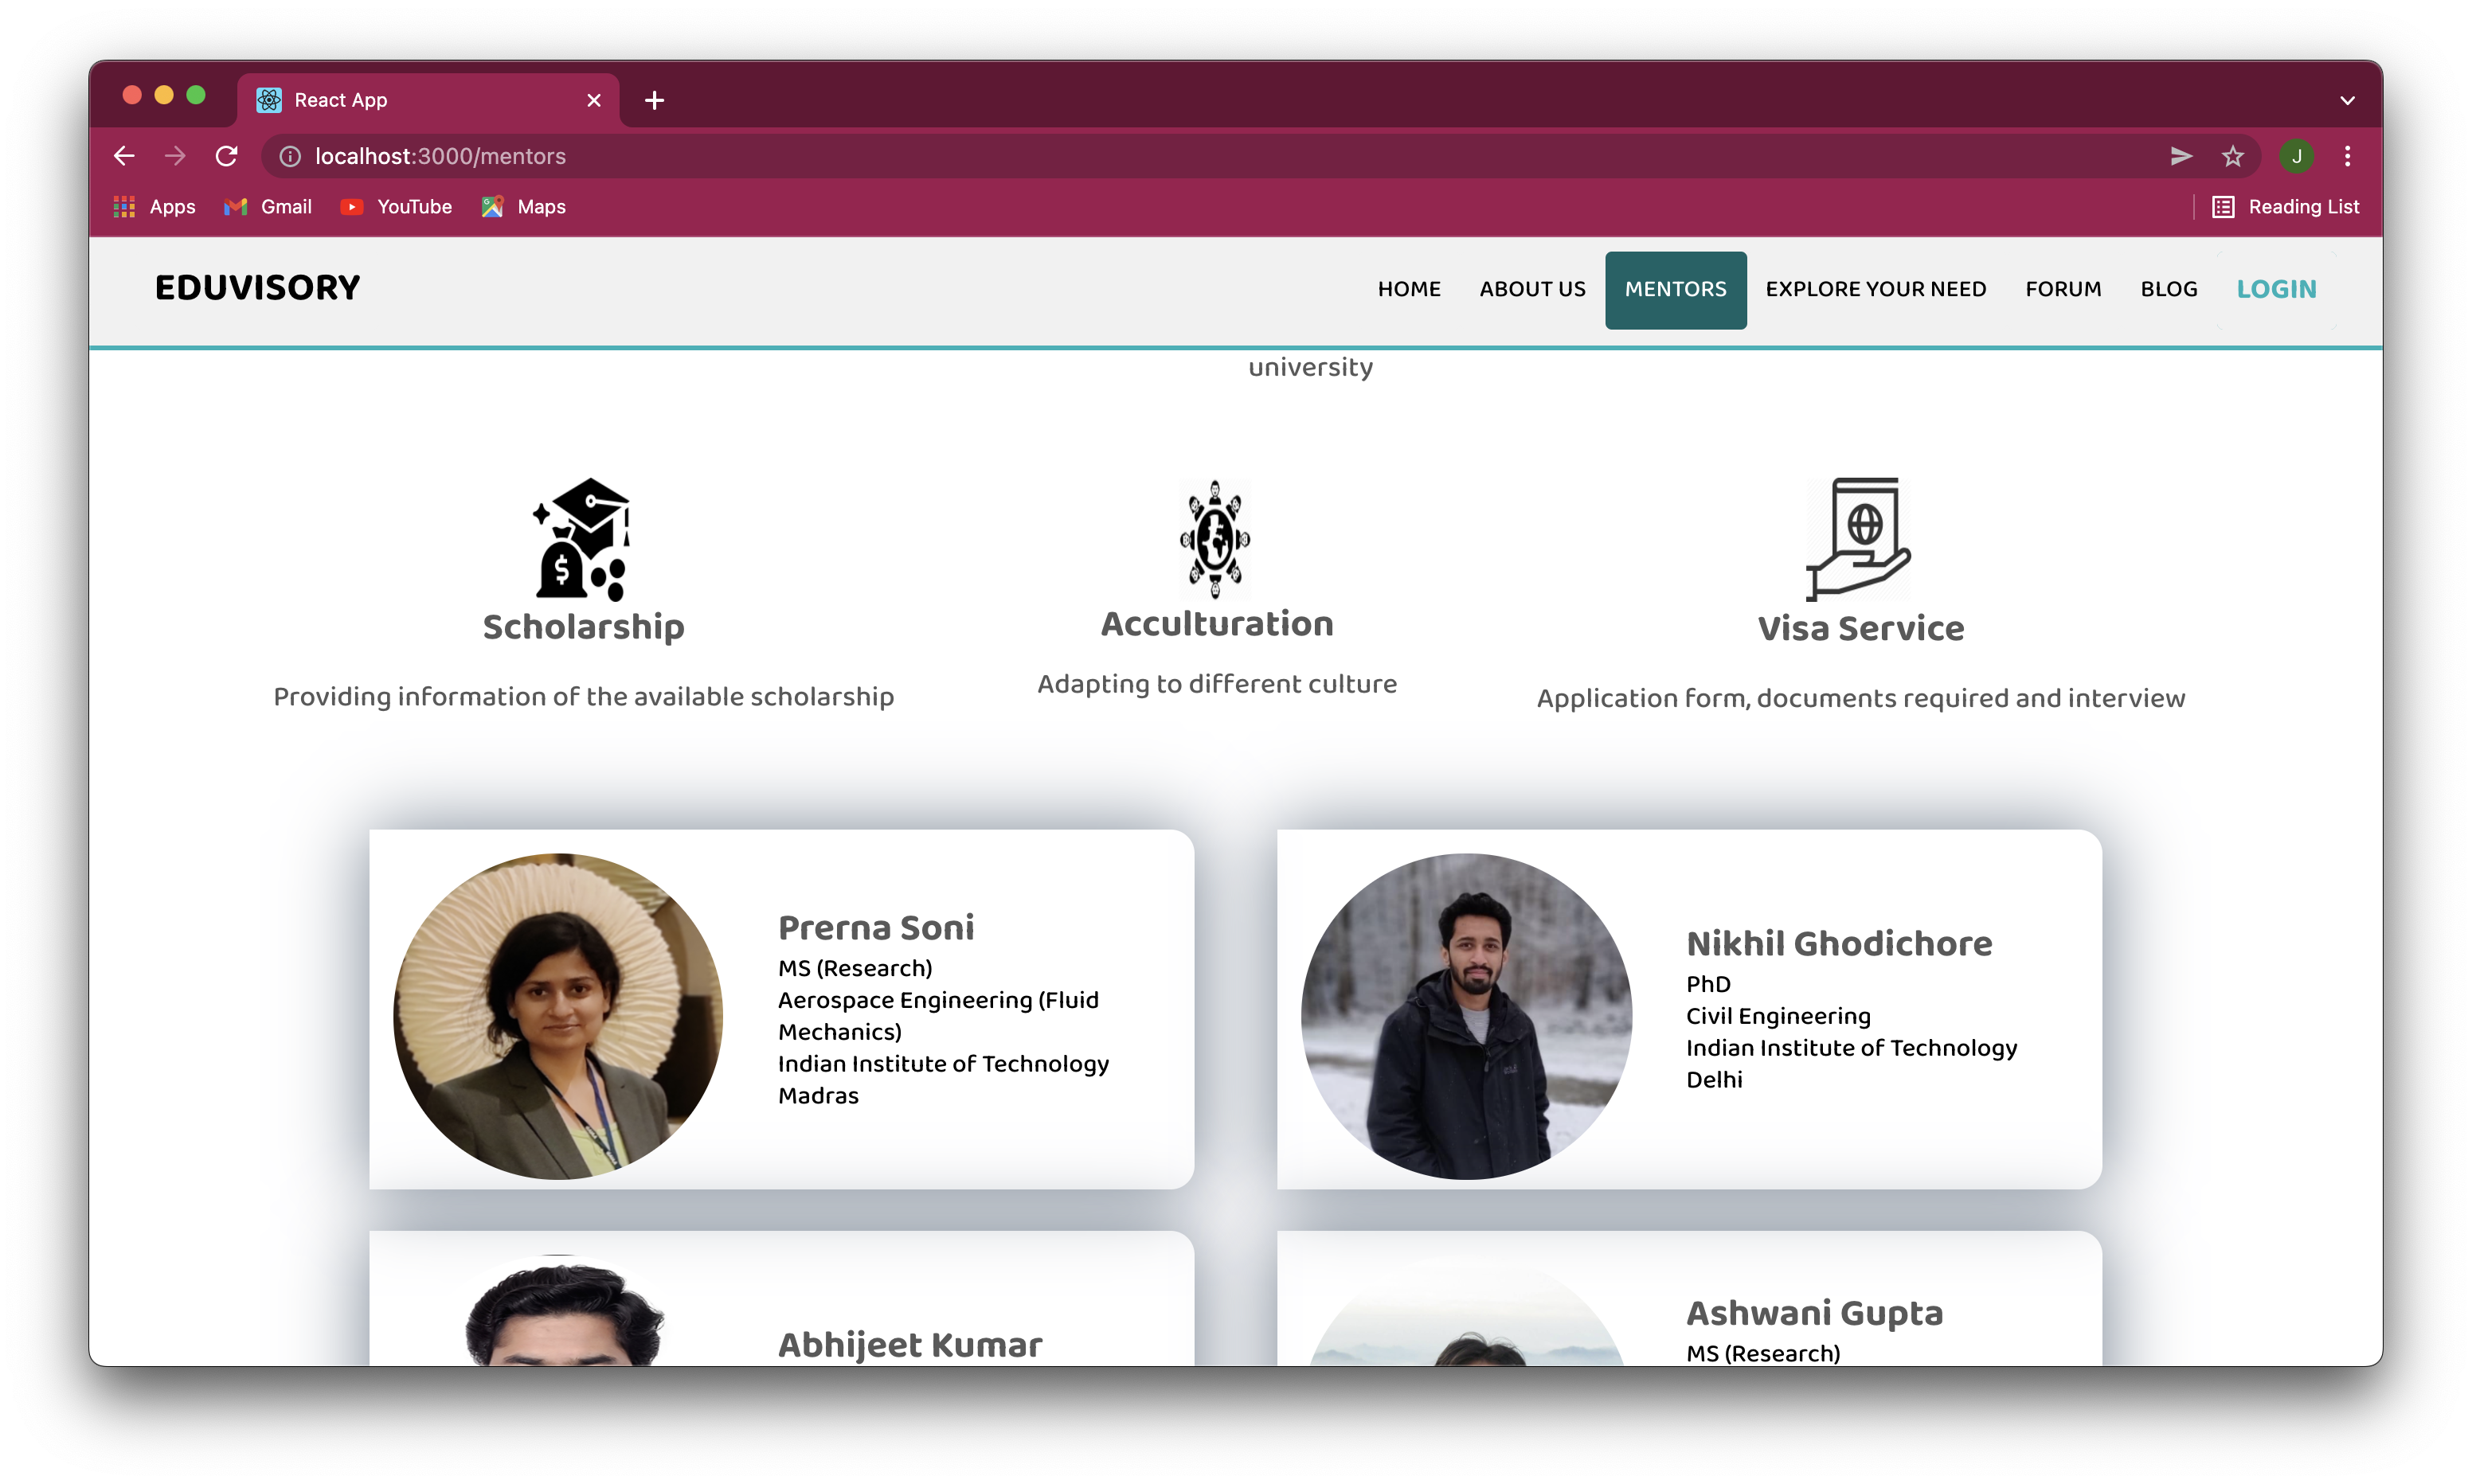 React App
localhost:3000/mentors
J
Apps Gmail YouTube Maps Reading List
EDUVISORY HOME ABOUT US MENTORS EXPLORE YOUR NEED FORUM BLOG LOGIN
university
$
Scholarship
Providing information of the available scholarship
Acculturation
Adapting to different culture
Visa Service
Application form, documents required and interview
Prerna Soni
MS (Research)
Aerospace Engineering (Fluid
Mechanics)
Indian Institute of Technology
Madras
Nikhil Ghodichore
PhD
Civil Engineering
Indian Institute of Technology
Delhi
Abhijeet Kumar
Ashwani Gupta
MS (Research)